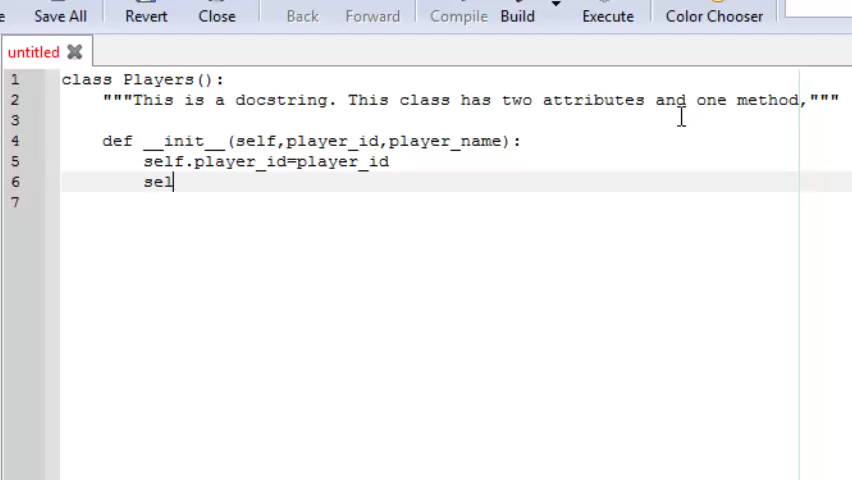 Save All Revert Close Back Forward Compile Build Execute Color Chooser
untitled
1 class Players():
2 """This is a docstring. This class has two attributes and one method,"""
3
4 def __init__(self,player_id,player_name):
5 self.player_id=player_id
6 sel
7